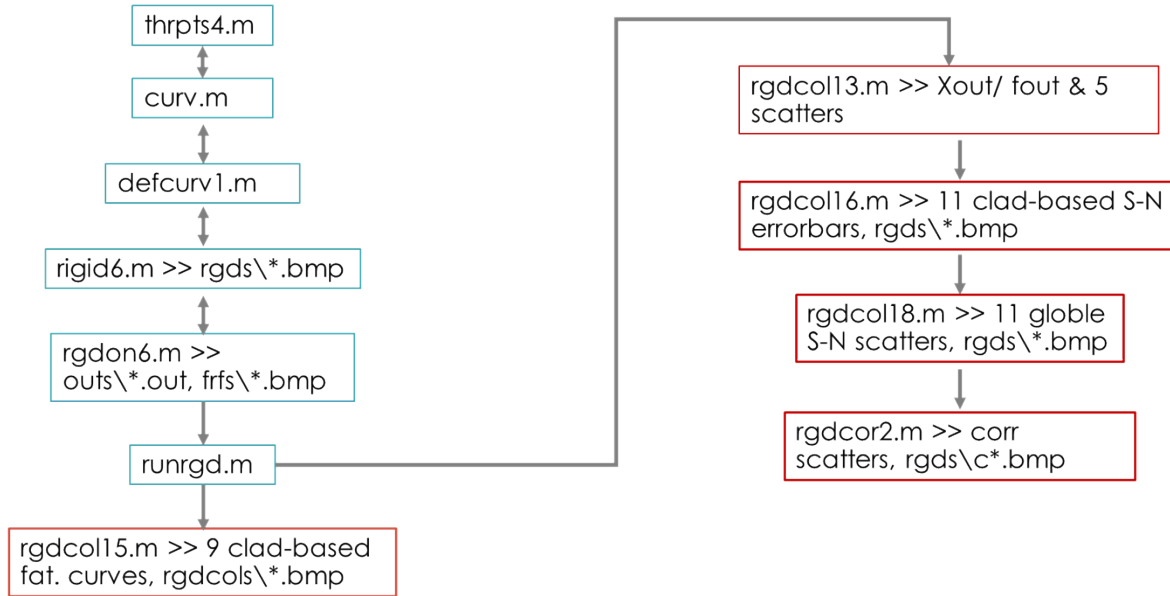 thrpts4.m
curv.m
defcurv1.m
rigid6.m >> rgds\*.bmp
rgdon6.m >>
outs\*.out, frfs\*.bmp
runrgd.m
rgdcol15.m >> 9 clad-based
fat. curves, rgdcols\*.bmp
rgdcol13.m >> Xout/ fout & 5
scatters
rgdcol16.m >> 11 clad-based S-N
errorbars, rgds\*.bmp
rgdcol18.m >> 11 globle
S-N scatters, rgds\*.bmp
rgdcor2.m >> corr
scatters, rgds\c*.bmp